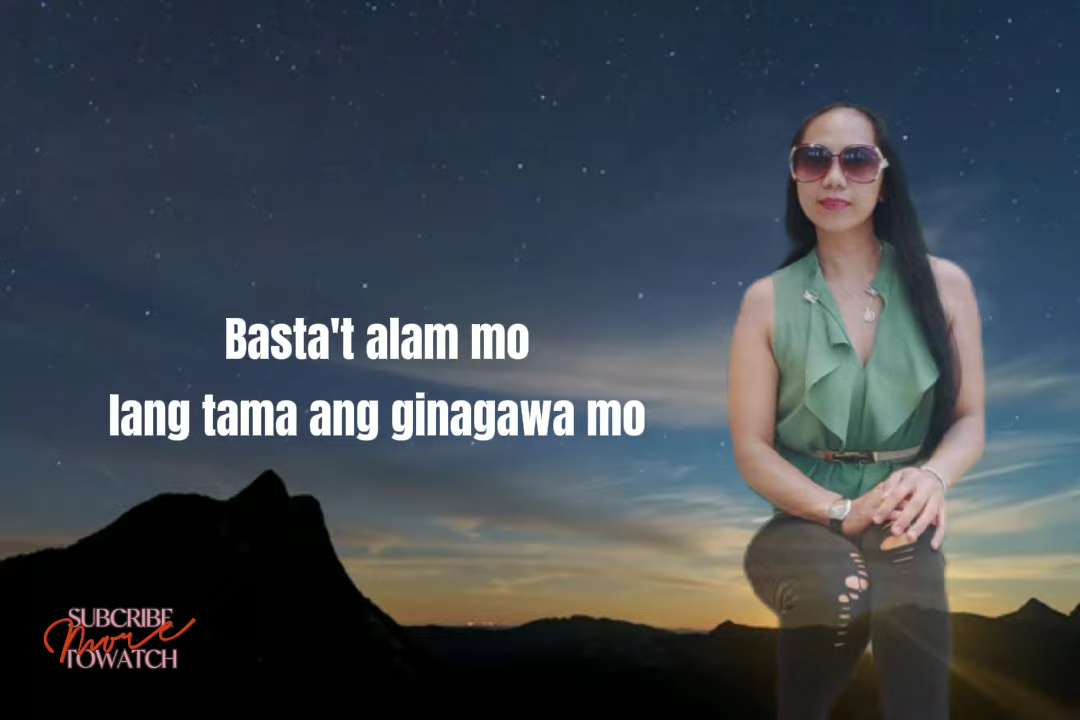 Basta't alam mo
lang tama ang ginagawa mo
SUBCRIBE
More
TOWATCH